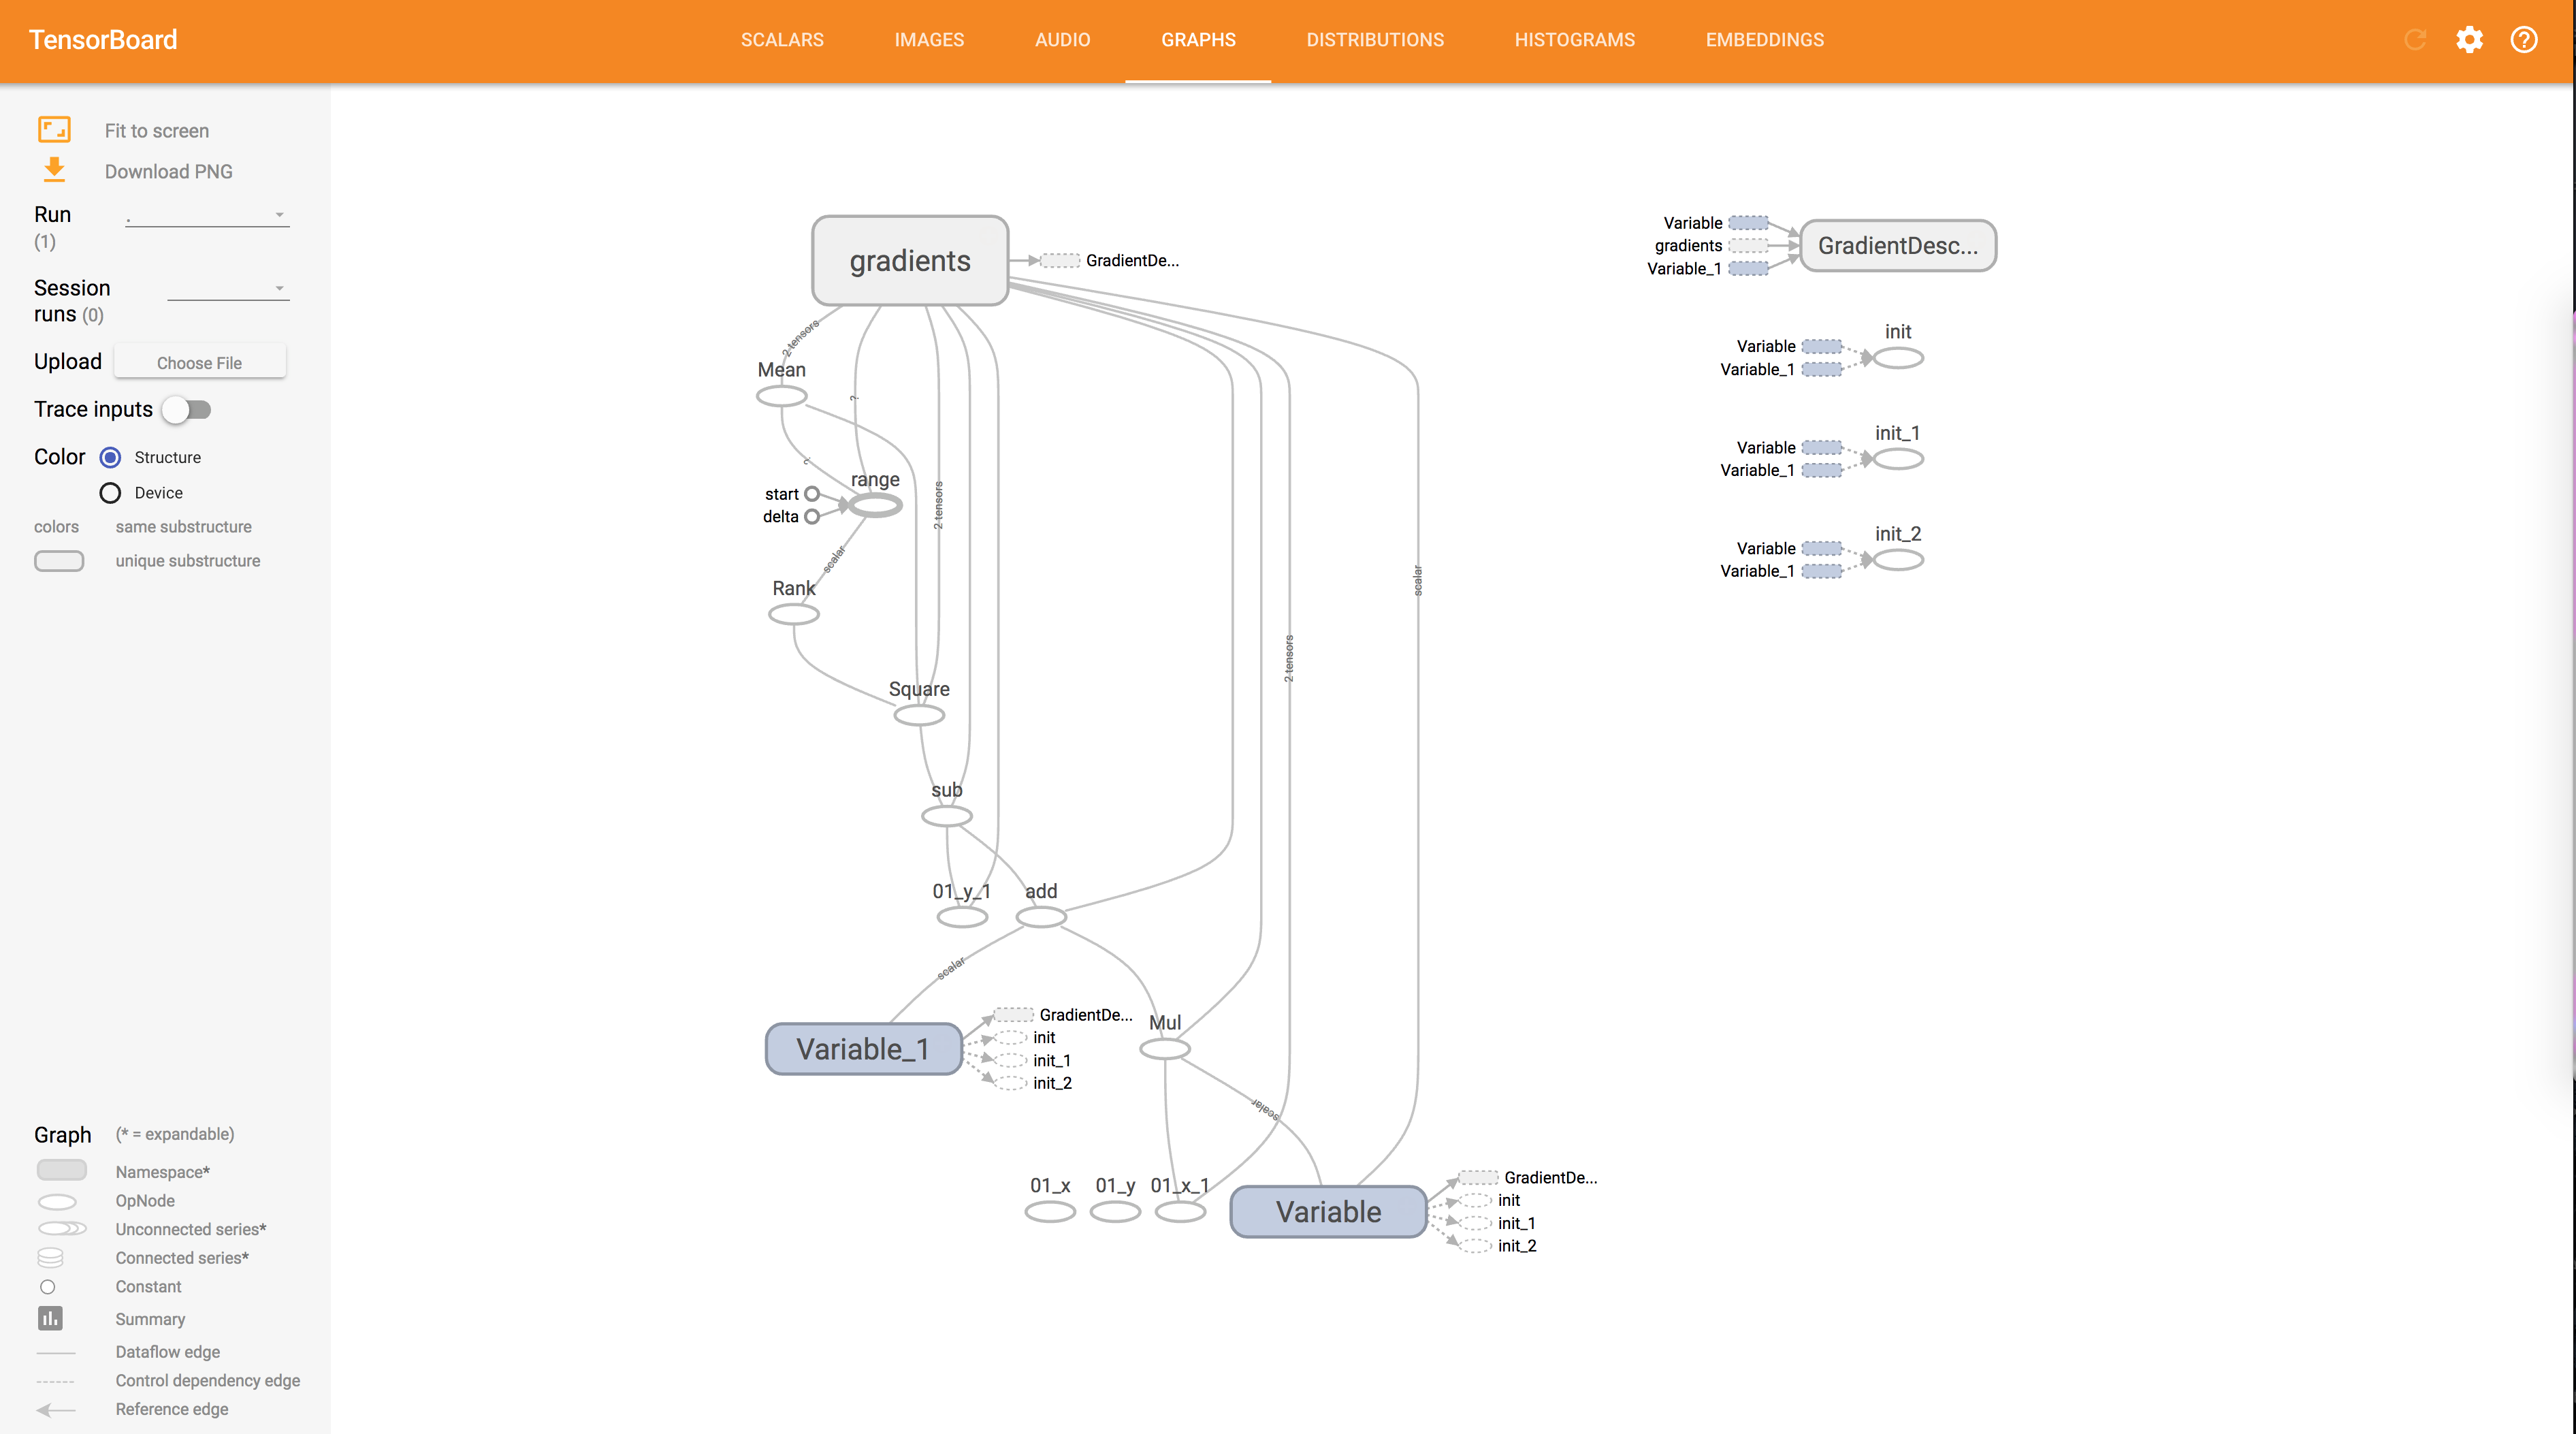 TensorBoard
SCALARS
IMAGES
AUDIO
GRAPHS
DISTRIBUTIONS
HISTOGRAMS
EMBEDDINGS
Fit to screen
Download PNG
Run
(1)
.
Session
runs (0)
Upload
Choose File
Trace inputs
Color
Structure
Device
colors
same substructure
unique substructure
Graph
(* = expandable)
Namespace*
OpNode
Unconnected series*
Connected series*
Constant
Summary
Dataflow edge
Control dependency edge
Reference edge
gradients
GradientDe...
2 tensors
Mean
?
?
range
start
delta
2 tensors
scalar
Rank
Square
sub
01_y_1
add
scalar
Variable_1
GradientDe...
init
init_1
init_2
Mul
2 tensors
scalar
scalar
01_x
01_y
01_x_1
Variable
GradientDe...
init
init_1
init_2
Variable
gradients
Variable_1
GradientDesc...
init
Variable
Variable_1
init_1
Variable
Variable_1
init_2
Variable
Variable_1